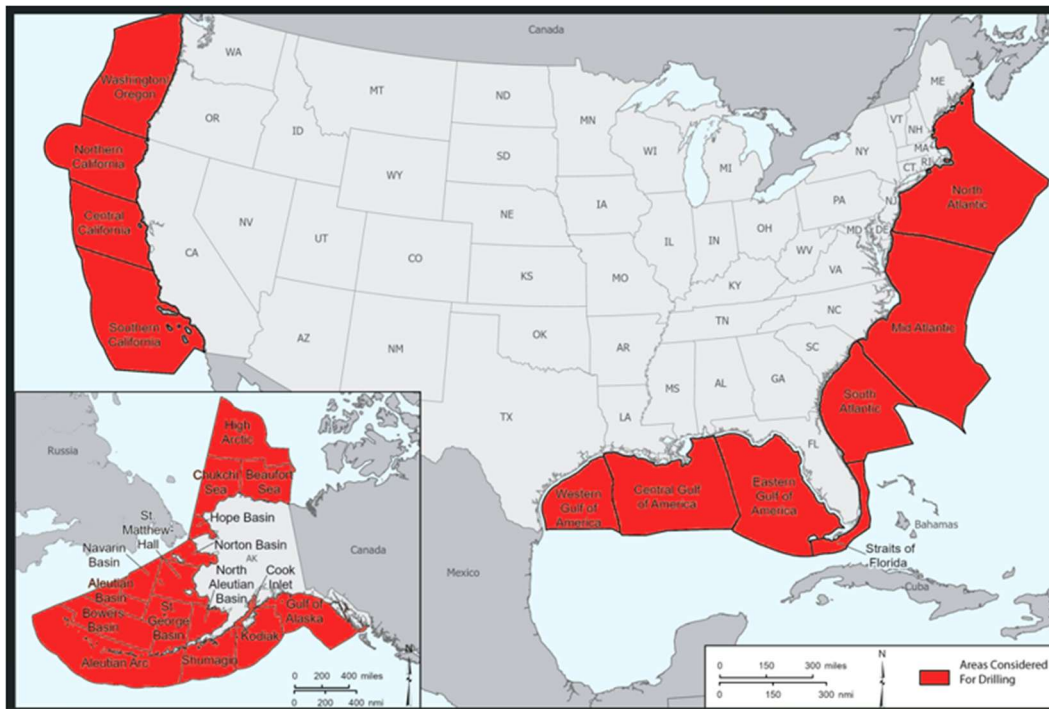 Canada
WA
MT
ND
MN
ME
Washington/
Oregon
OR
ID
SD
WI
MI
VT
NH
NY
MA
CT
RI
Northern
California
WY
IA
NE
PA
NJ
North
Atlantic
Central
California
NV
UT
CO
IL
IN
OH
MD
DE
CA
KS
MO
WV
VA
KY
Southern
California
AZ
NM
OK
TN
NC
Mid Atlantic
AR
SC
MS
AL
GA
South
Atlantic
TX
LA
FL
Western
Gulf of
America
Central Gulf
of America
Eastern
Gulf of
America
Straits of
Florida
Bahamas
Cuba
Mexico
Russia
High
Arctic
Chukchi
Sea
Beaufort
Sea
Hope Basin
St.
Matthew-
Hall
Norton Basin
AK
Canada
Navarin
Basin
North
Aleutian
Basin
Cook
Inlet
Aleutian
Basin
Bowers
Basin
St.
George
Basin
Gulf of
Alaska
Kodiak
Aleutian Arc
Shumagin
0 200 400 miles
0 200 400 nmi
N
0 150 300 miles
0 150 300 nmi
N
Areas Considered
For Drilling